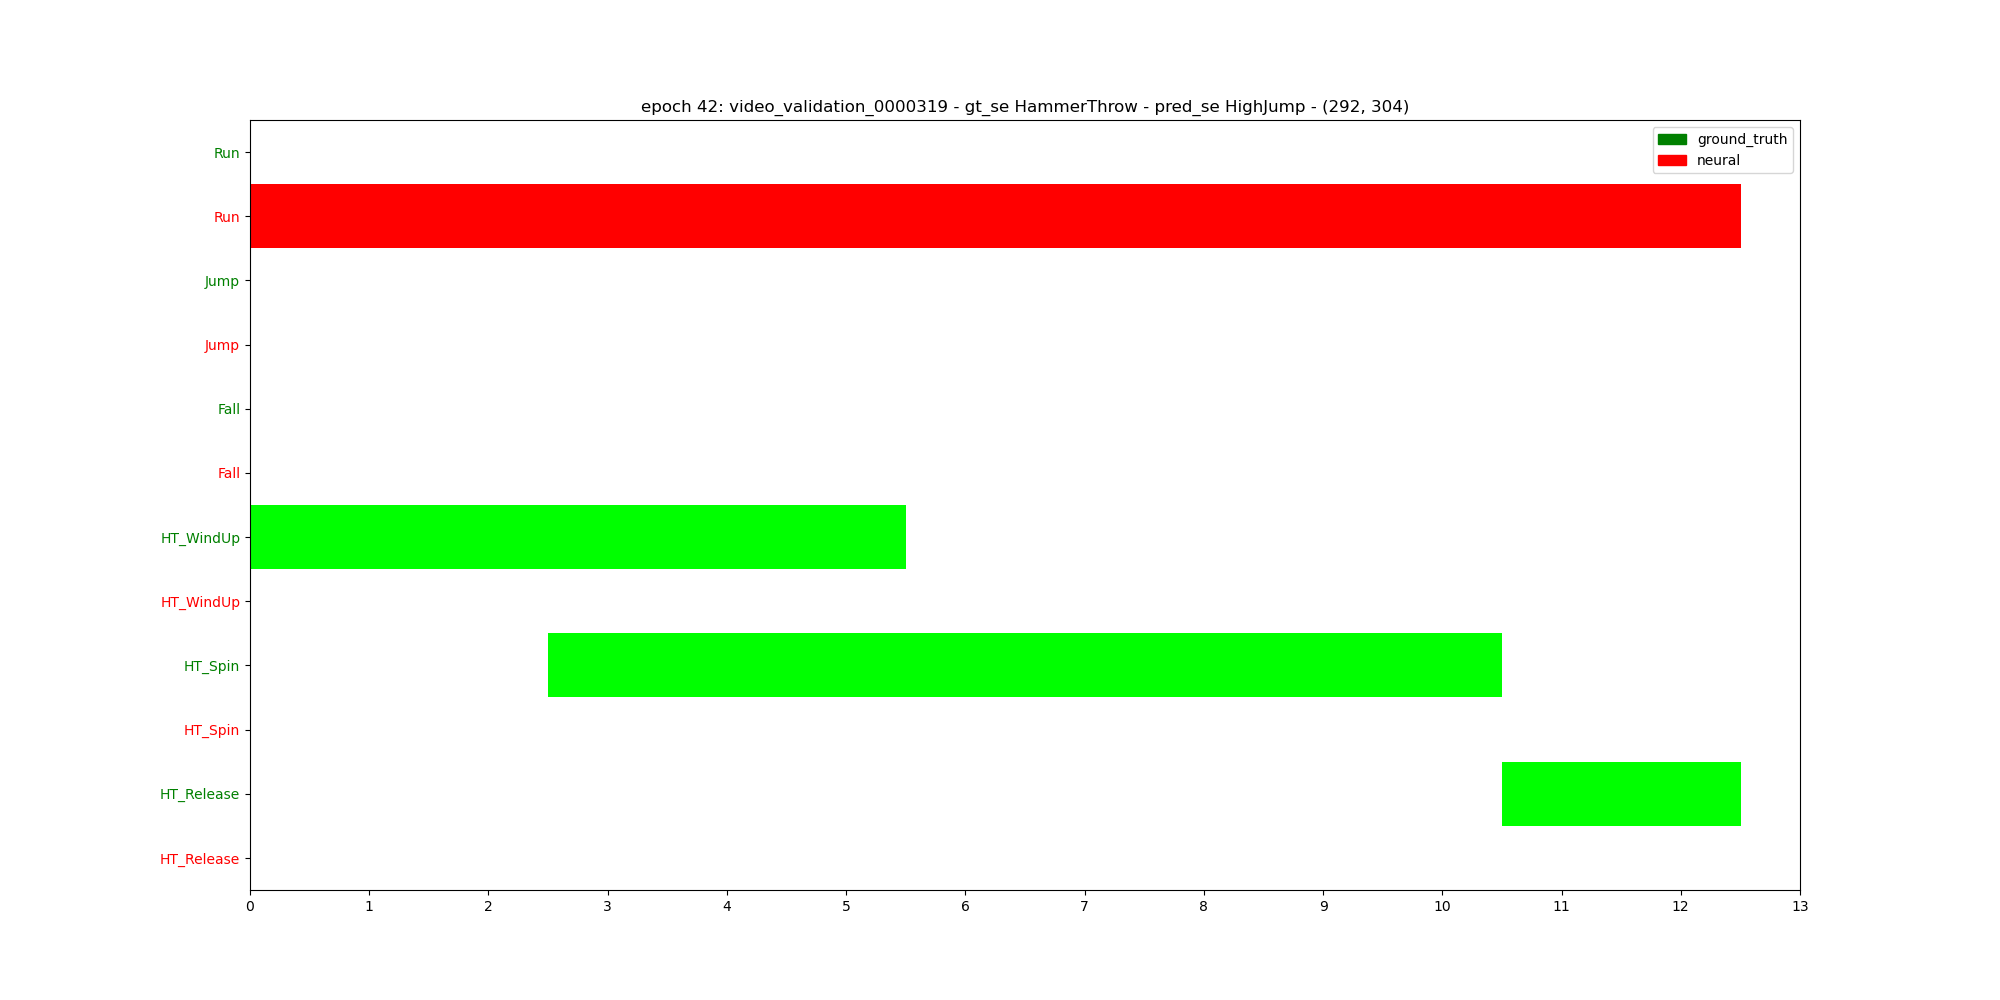 epoch 42: video_validation_0000319 - gt_se HammerThrow - pred_se HighJump - (292, 304)
ground_truth
neural
Run
Run
Jump
Jump
Fall
Fall
HT_WindUp
HT_WindUp
HT_Spin
HT_Spin
HT_Release
HT_Release
0 1 2 3 4 5 6 7 8 9 10 11 12 13